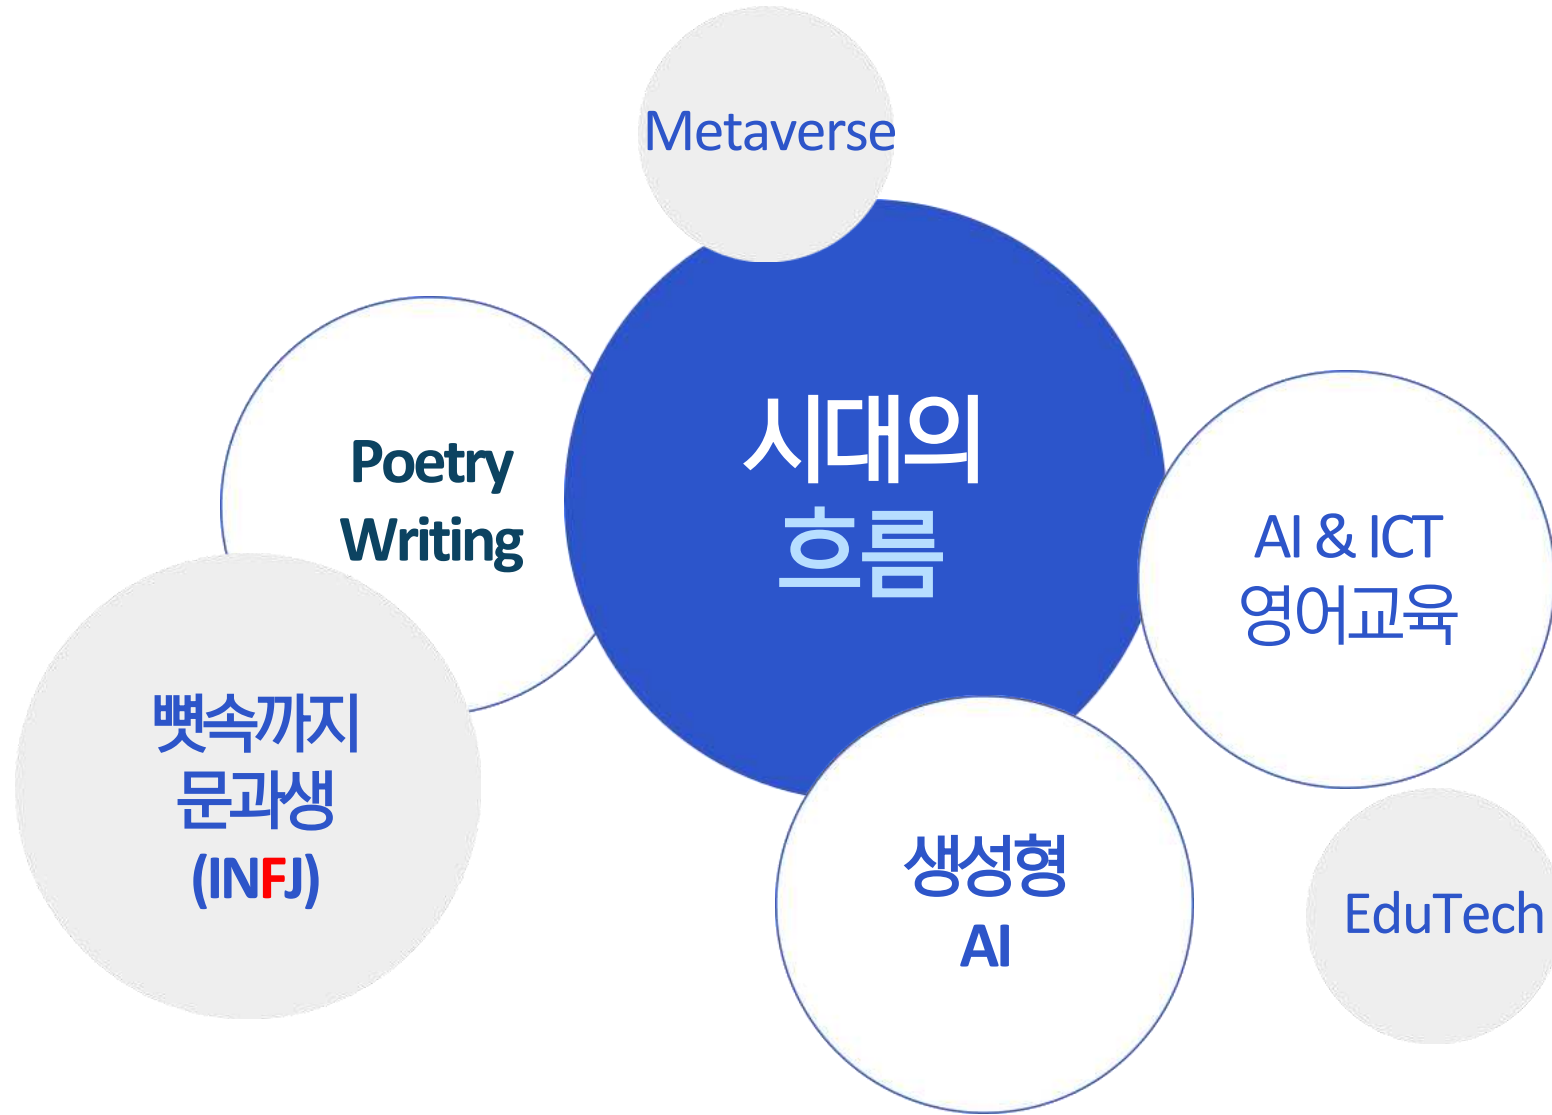 Metaverse
시대의
흐름
Poetry
Writing
AI & ICT
영어교육
뼛속까지
문과생
(INFJ)
생성형
AI
EduTech